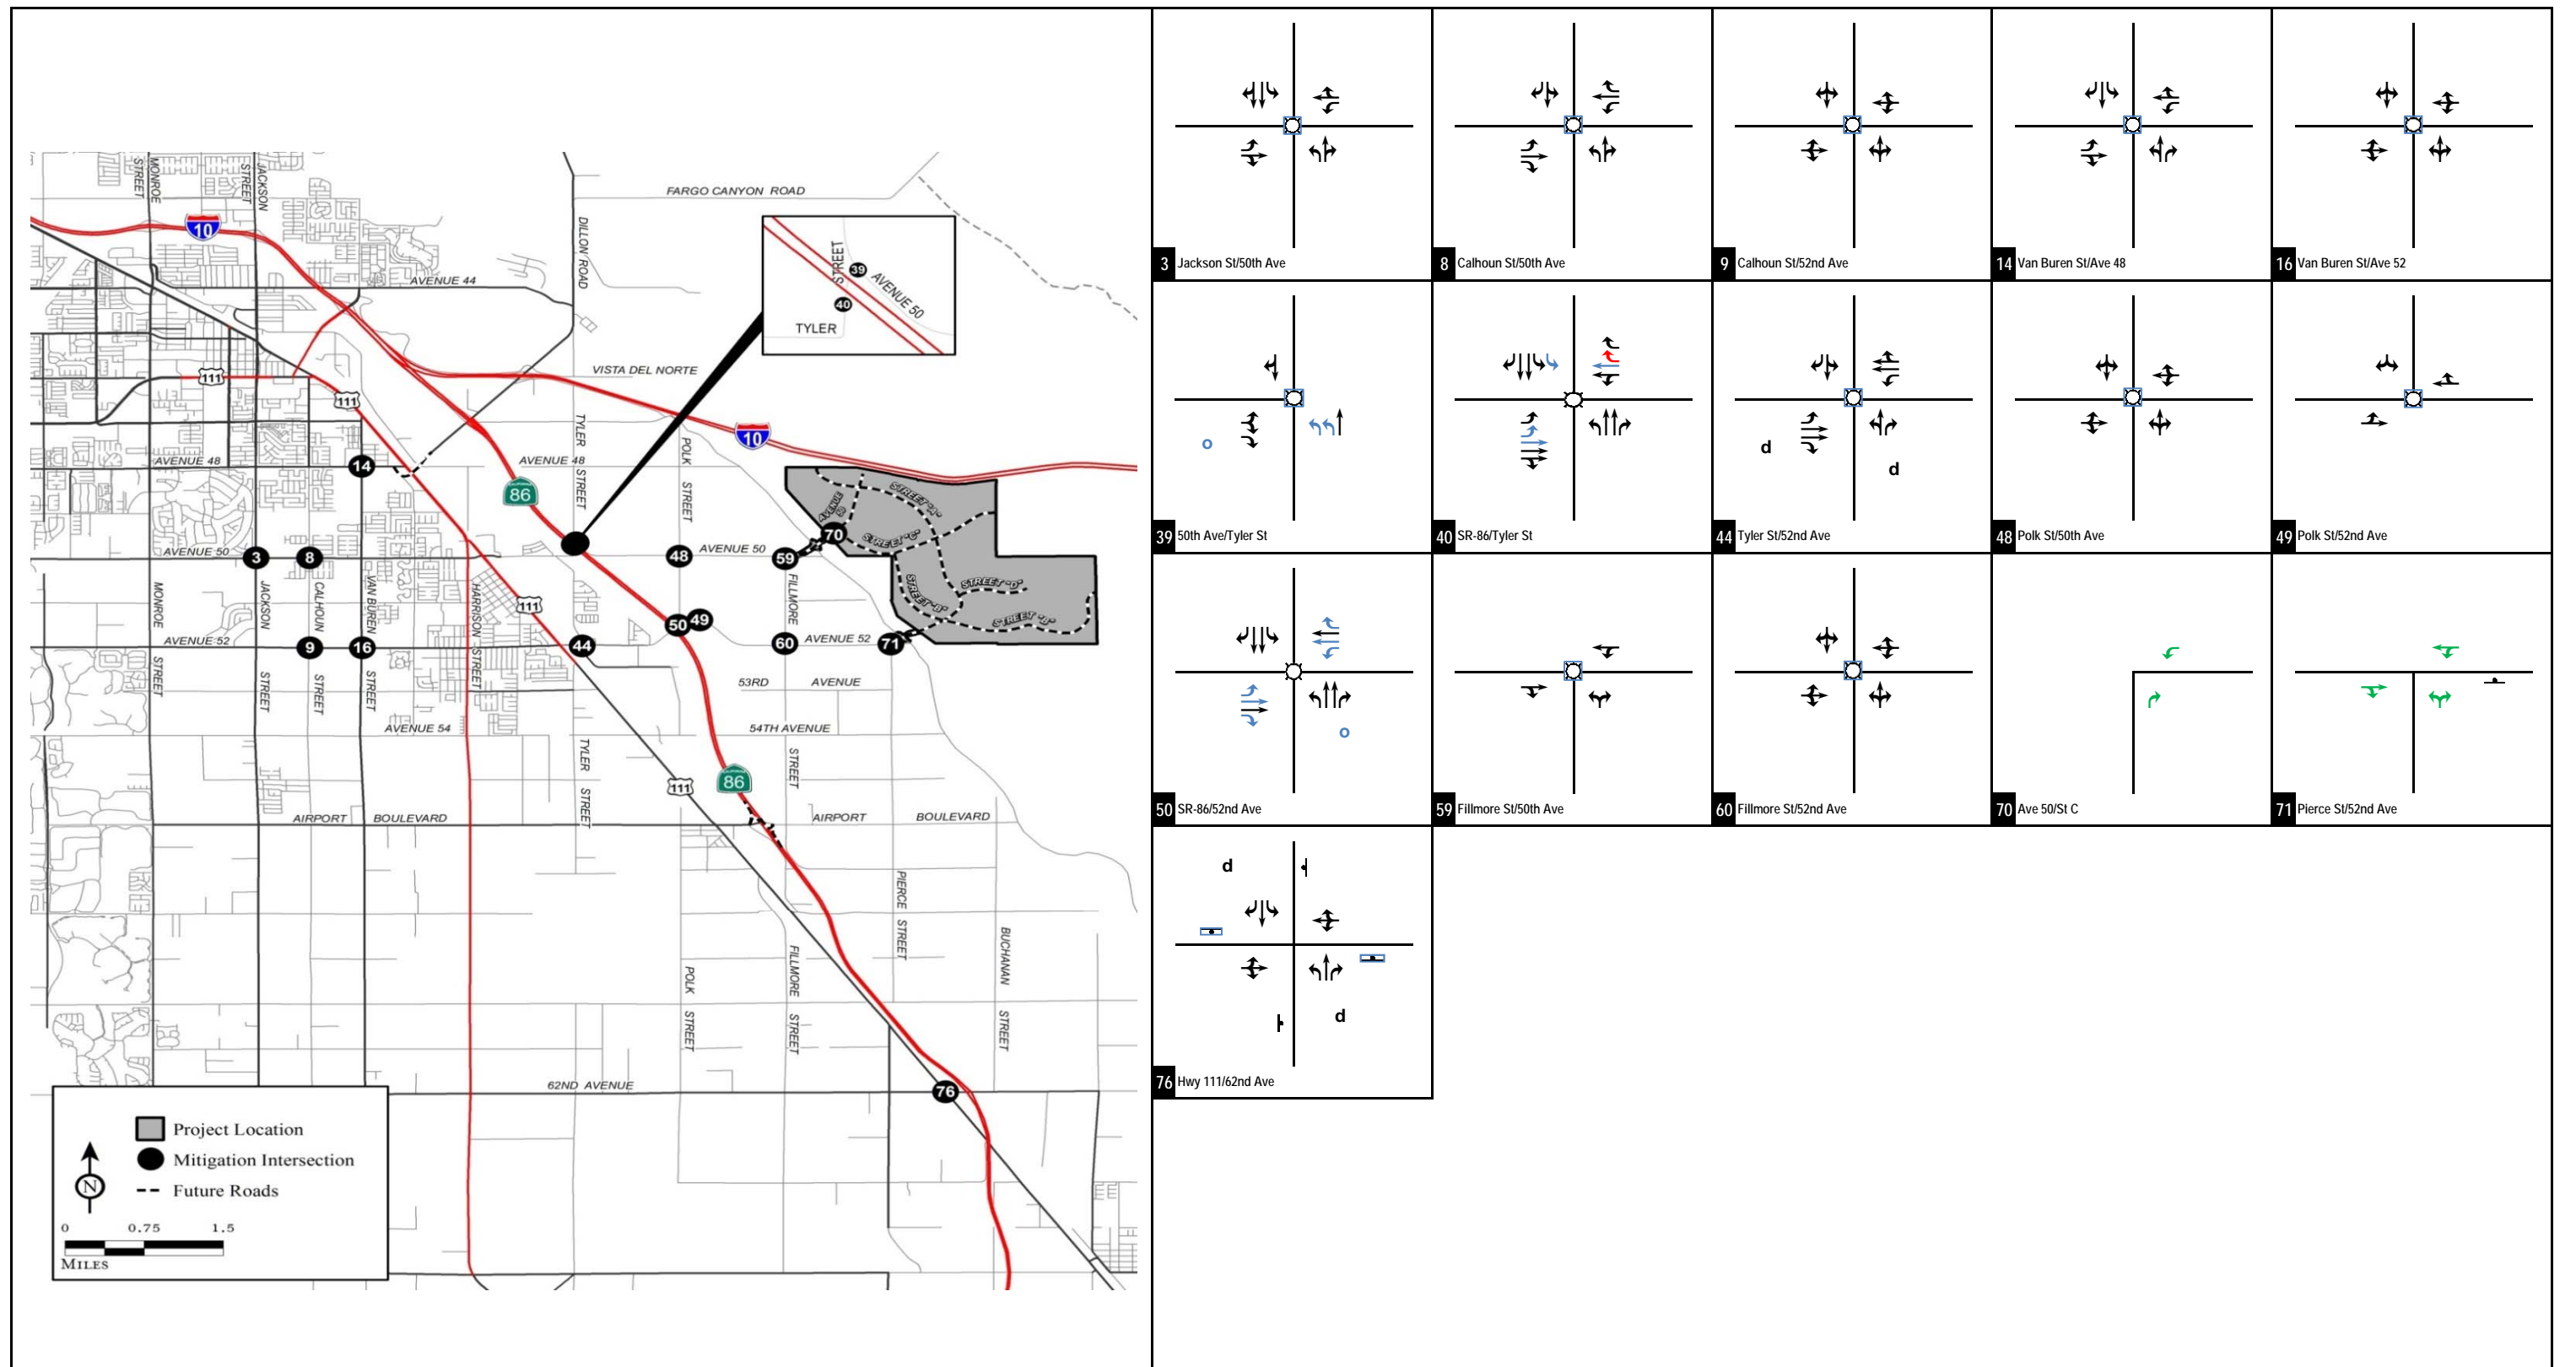 MONROE
STREET
JACKSON
STREET
FARGO CANYON ROAD
10
DILLON ROAD
STREET
39
AVENUE 50
40
TYLER
AVENUE 44
VISTA DEL NORTE
111
111
TYLER
STREET
POLK
STREET
10
AVENUE 48
14
AVENUE 48
86
AVENUE 50
STREET "A"
STREET "C"
70
AVENUE 50
3
8
48
AVENUE 50
59
STREET "D"
STREET "B"
STREET "B"
MONROE
STREET
JACKSON
STREET
CALHOUN
STREET
VAN BUREN
STREET
HARRISON STREET
111
FILLMORE
STREET
50
49
AVENUE 52
9
16
44
60
AVENUE 52
71
53RD AVENUE
AVENUE 54
54TH AVENUE
TYLER
STREET
111
86
AIRPORT BOULEVARD
AIRPORT BOULEVARD
PIERCE STREET
BUCHANAN
STREET
POLK
STREET
FILLMORE
STREET
62ND AVENUE
76
Project Location
Mitigation Intersection
Future Roads
N
0 0.75 1.5
MILES
3 Jackson St/50th Ave
8 Calhoun St/50th Ave
9 Calhoun St/52nd Ave
14 Van Buren St/Ave 48
16 Van Buren St/Ave 52
o
39 50th Ave/Tyler St
40 SR-86/Tyler St
d
d
44 Tyler St/52nd Ave
48 Polk St/50th Ave
49 Polk St/52nd Ave
o
50 SR-86/52nd Ave
59 Fillmore St/50th Ave
60 Fillmore St/52nd Ave
70 Ave 50/St C
71 Pierce St/52nd Ave
d
d
76 Hwy 111/62nd Ave